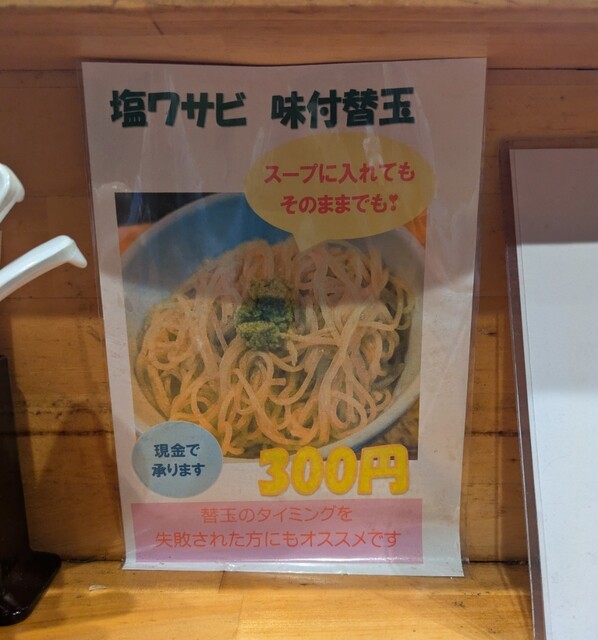 塩ワサビ 味付替玉
スープに入れても
そのままでも❣
現金で
承ります
300円
替玉のタイミングを
失敗された方にもオススメです